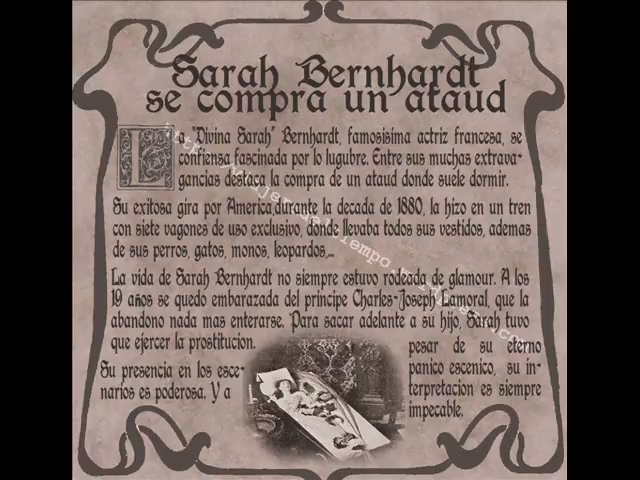 Sarah Bernhardt
se compra un ataud
La "Divina Sarah" Bernhardt, famosisima actriz francesa, se
confiensa fascinada por lo lugubre. Entre sus muchas extrava-
gancias destaca la compra de un ataud donde suele dormir.
Su exitosa gira por America,durante la decada de 1880, la hizo en un tren
con siete vagones de uso exclusivo, donde llevaba todos sus vestidos, ademas
de sus perros, gatos, monos, leopardos,...
La vida de Sarah Bernhardt no siempre estuvo rodeada de glamour. A los
19 años se quedo embarazada del principe Charles-Joseph Lamoral, que la
abandono nada mas enterarse. Para sacar adelante a su hijo, Sarah tuvo
que ejercer la prostitucion.
Su presencia en los esce-
narios es poderosa. Y a
pesar de su eterno
panico escenico, su in-
terpretacion es siempre
impecable.